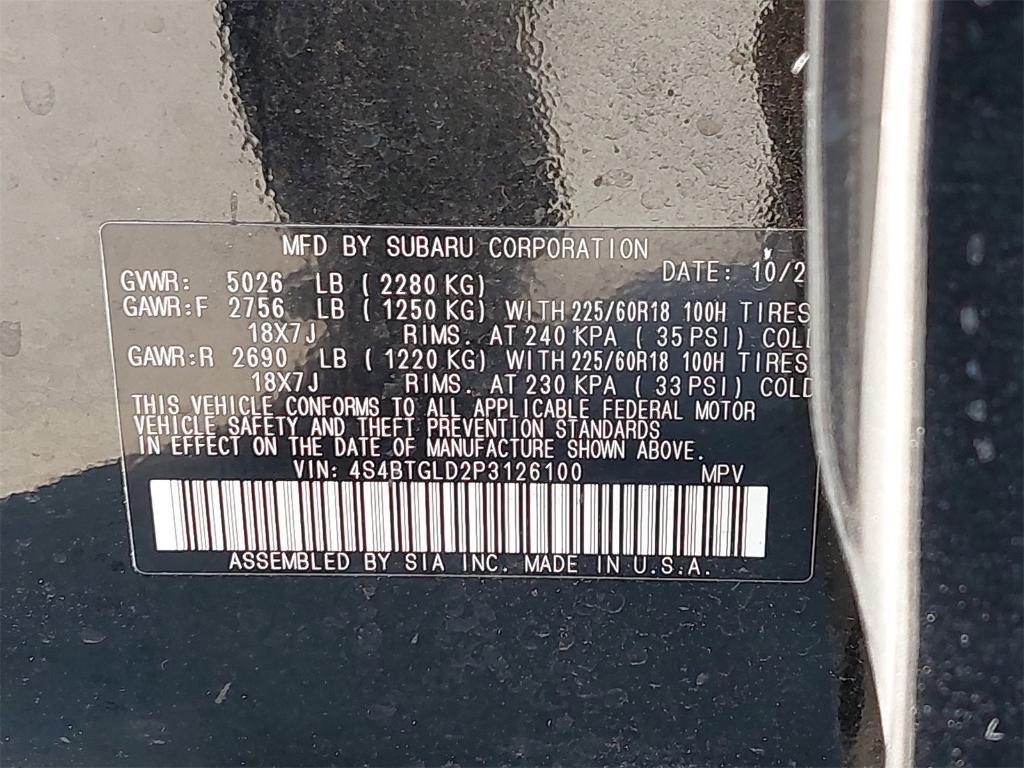 MFD BY SUBARU CORPORATION
DATE: 10/2
GVWR: 5026 LB ( 2280 KG)
GAWR:F 2756 LB ( 1250 KG) WITH 225/60R18 100H TIRES
18X7J RIMS. AT 240 KPA ( 35 PSI) COL
GAWR:R 2690 LB ( 1220 KG) WITH 225/60R18 100H TIRES
18X7J RIMS. AT 230 KPA ( 33 PSI) COLD
THIS VEHICLE CONFORMS TO ALL APPLICABLE FEDERAL MOTOR
VEHICLE SAFETY AND THEFT PREVENTION STANDARDS
IN EFFECT ON THE DATE OF MANUFACTURE SHOWN ABOVE.
VIN: 4S4BTGLD2P3126100 MPV
ASSEMBLED BY SIA INC. MADE IN U.S.A.